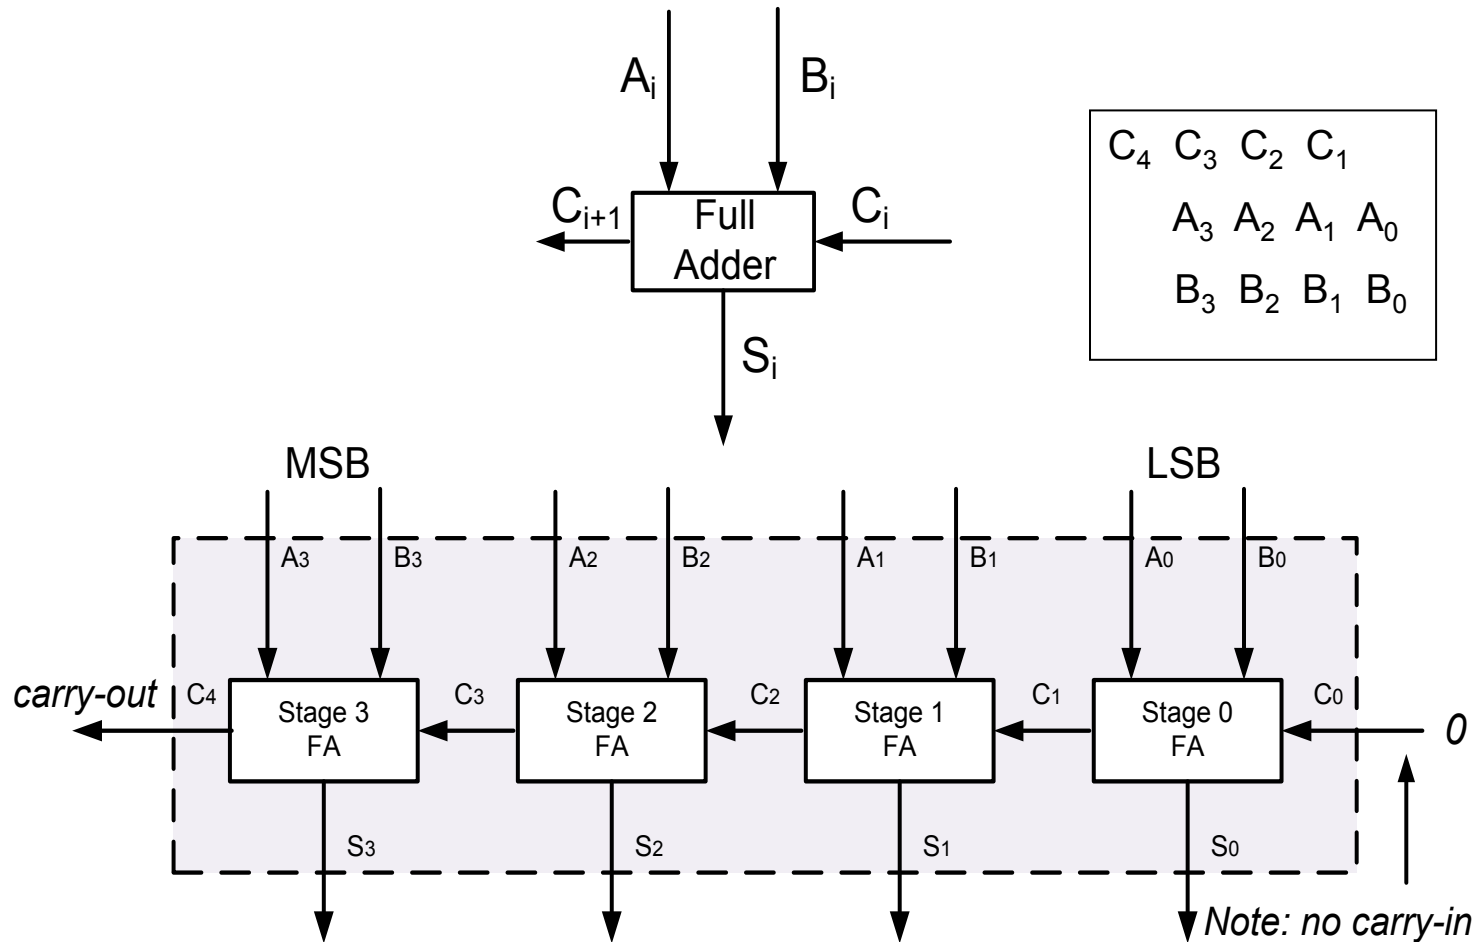 Aᵢ Bᵢ
C₄ C₃ C₂ C₁
Cᵢ₊₁ Full Adder Cᵢ
A₃ A₂ A₁ A₀
B₃ B₂ B₁ B₀
Sᵢ
MSB LSB
A₃ B₃ A₂ B₂ A₁ B₁ A₀ B₀
carry-out C₄ Stage 3 FA C₃ Stage 2 FA C₂ Stage 1 FA C₁ Stage 0 FA C₀ 0
S₃ S₂ S₁ S₀
Note: no carry-in